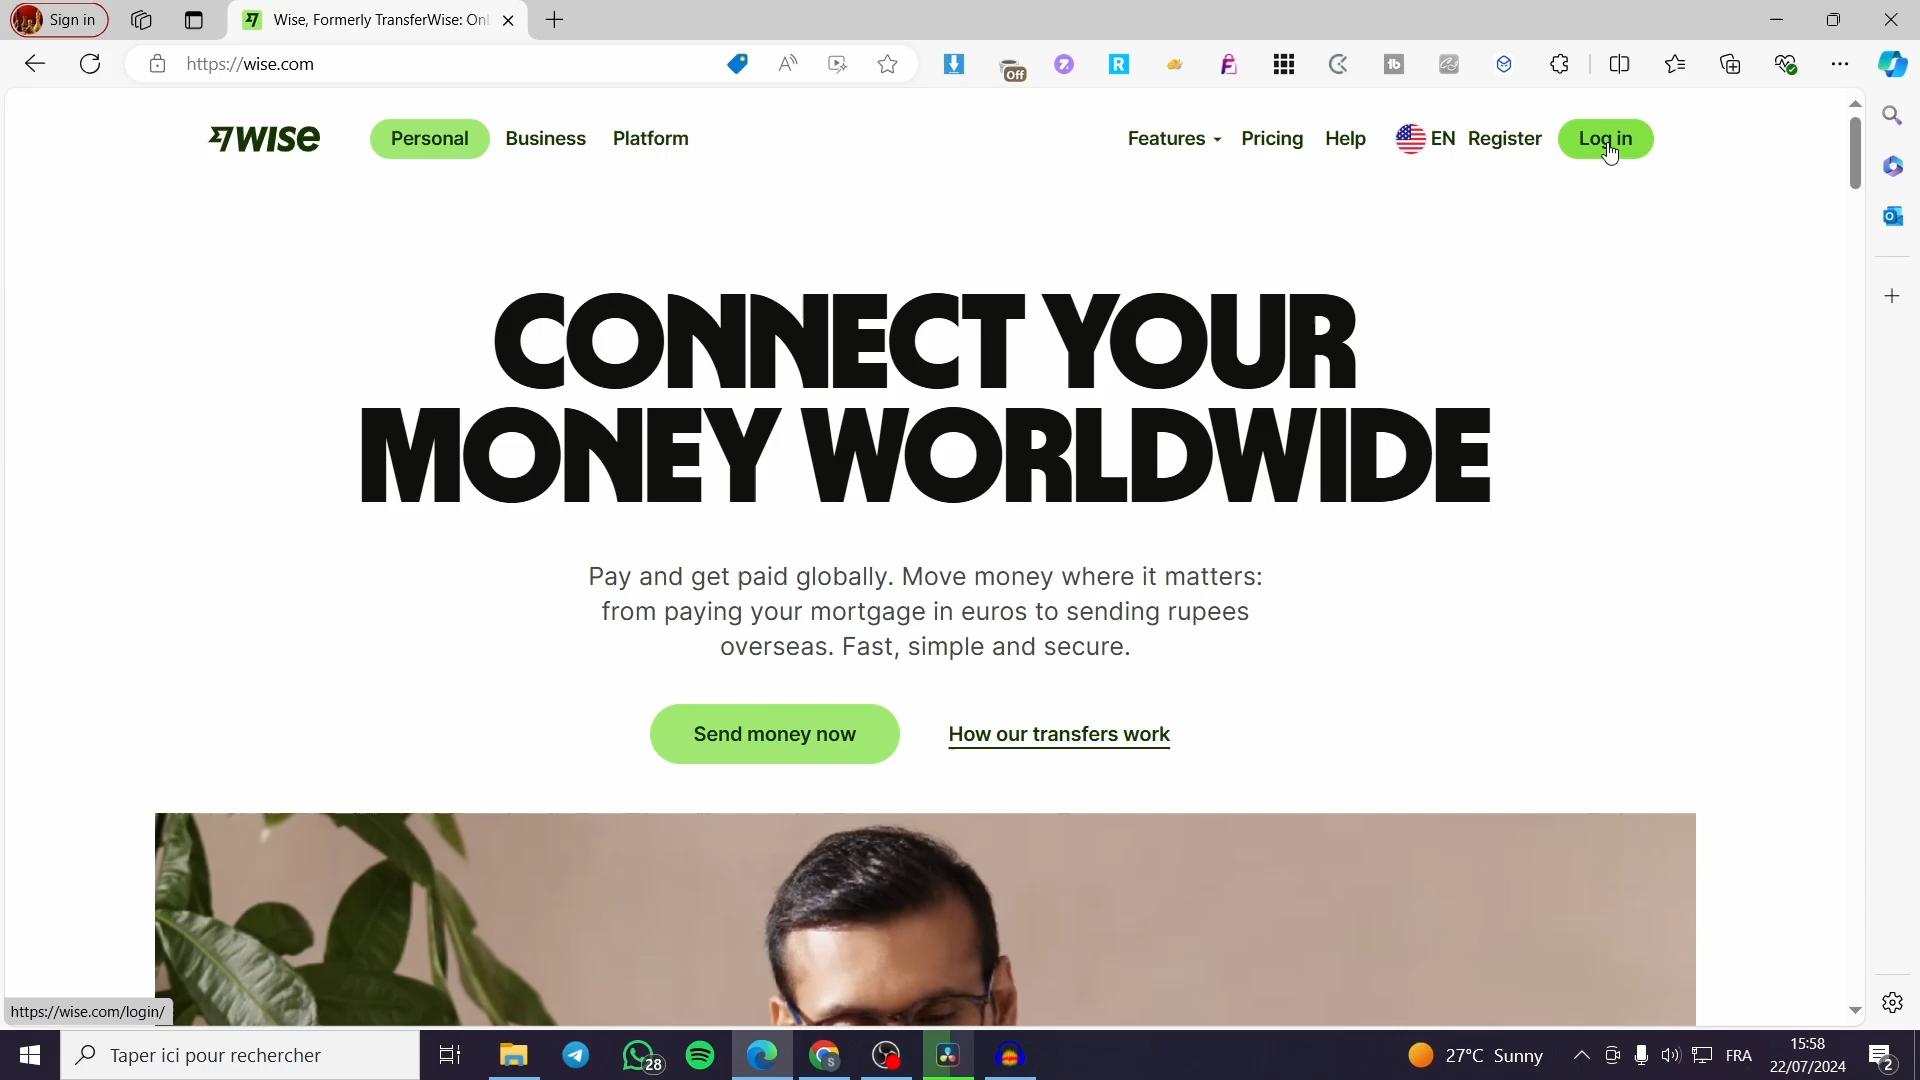 Sign in
Wise, Formerly TransferWise: Onl
https://wise.com
Off
R
tb
WISE
Personal
Business
Platform
Features
Pricing
Help
EN
Register
Log in
CONNECT YOUR
MONEY WORLDWIDE
Pay and get paid globally. Move money where it matters:
from paying your mortgage in euros to sending rupees
overseas. Fast, simple and secure.
Send money now
How our transfers work
https://wise.com/login/
Taper ici pour rechercher
28
S
27°C Sunny
FRA
15:58
22/07/2024
2